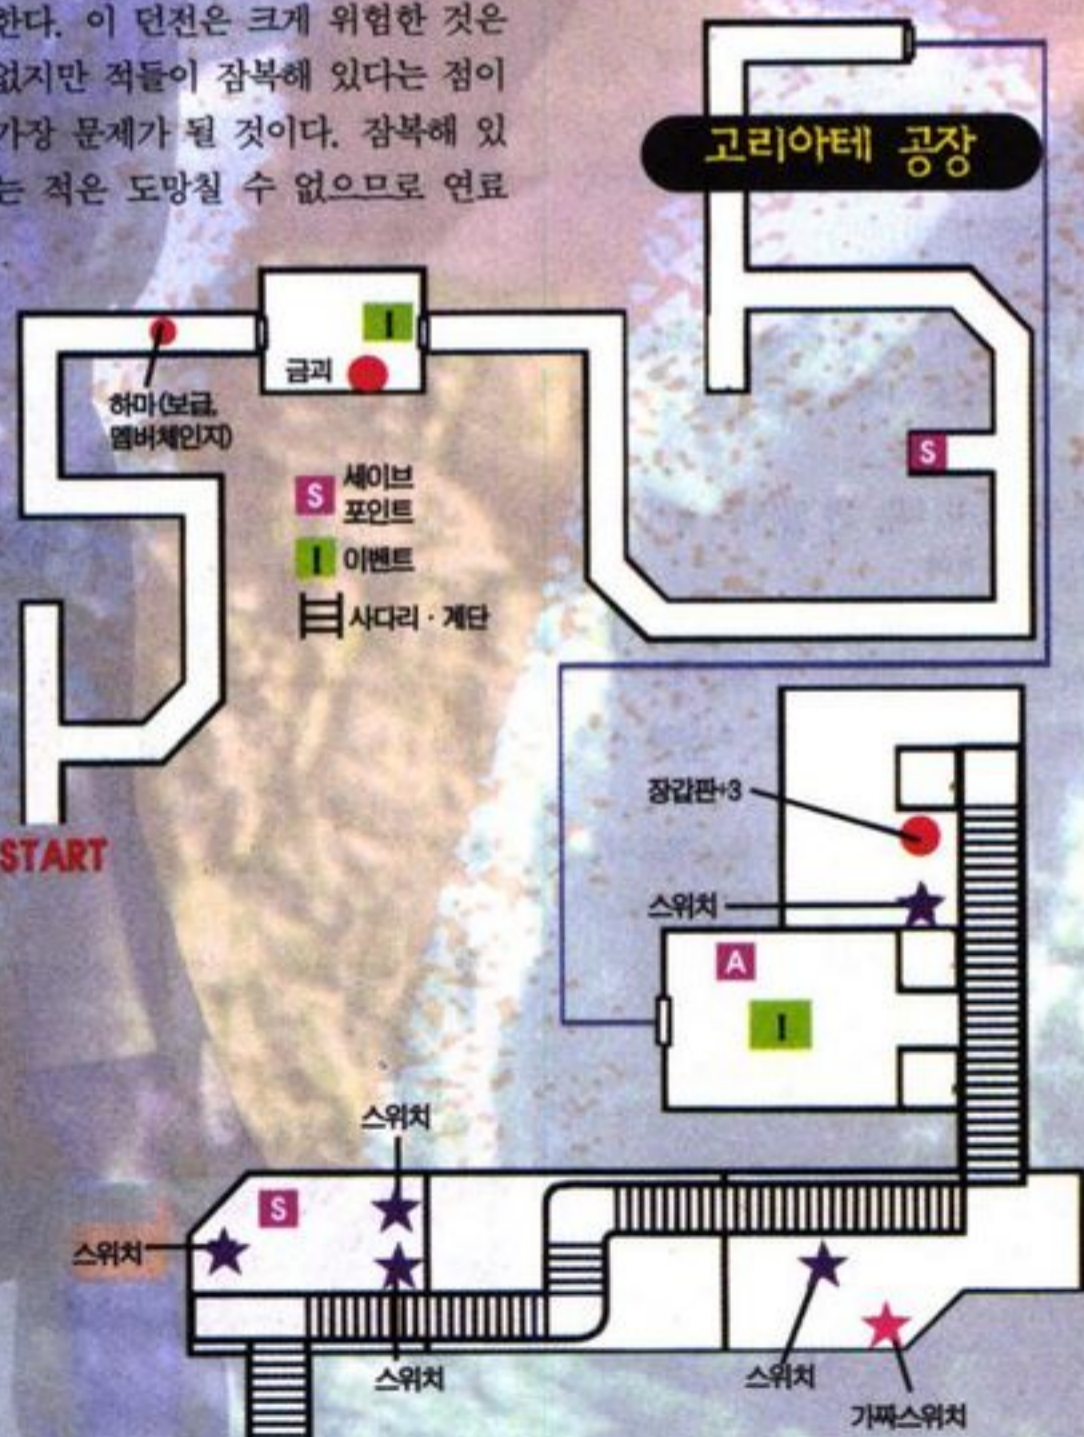 한다. 이 던전은 크게 위험한 것은
없지만 적들이 잠복해 있다는 점이
가장 문제가 될 것이다. 잠복해 있
는 적은 도망칠 수 없으므로 연료
고리아테 공장
I
금괴
하마(보급,
멤버체인지)
S
S 세이브
포인트
I 이벤트
사다리 · 계단
START
장갑판+3
스위치
A
I
스위치
S
스위치
스위치
스위치
가짜스위치